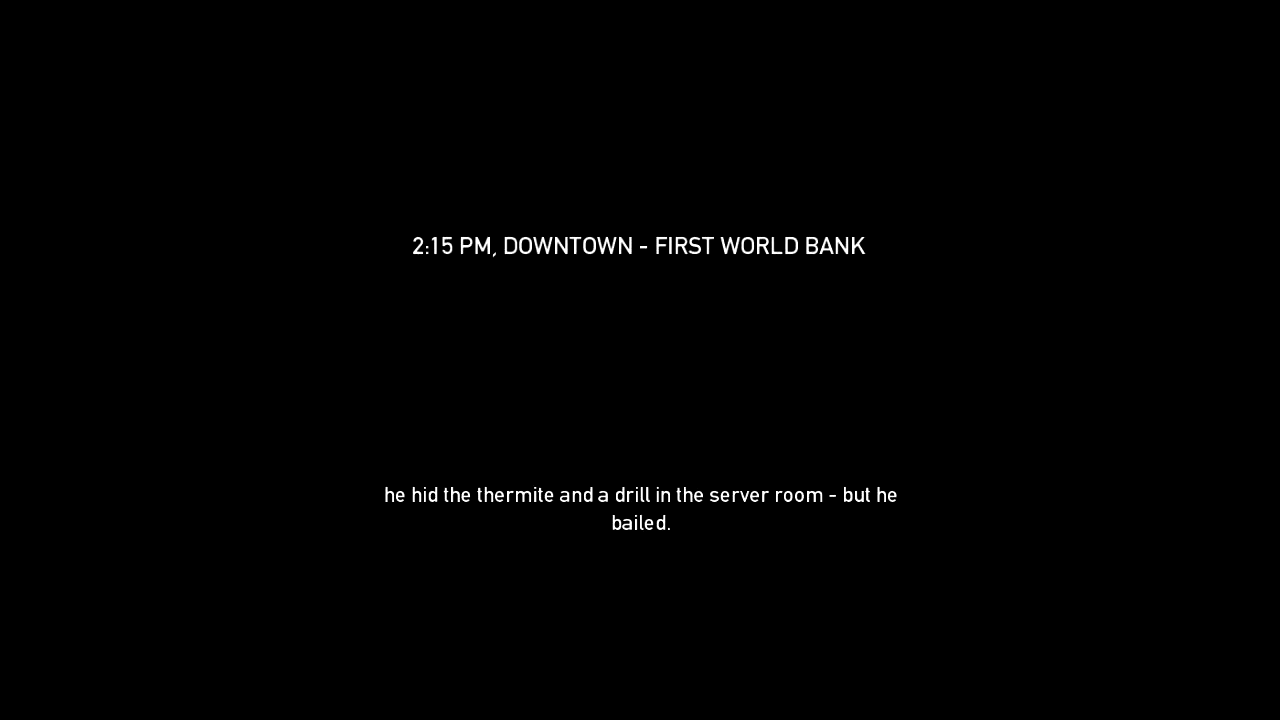 2:15 PM, DOWNTOWN - FIRST WORLD BANK
he hid the thermite and a drill in the server room - but he
bailed.